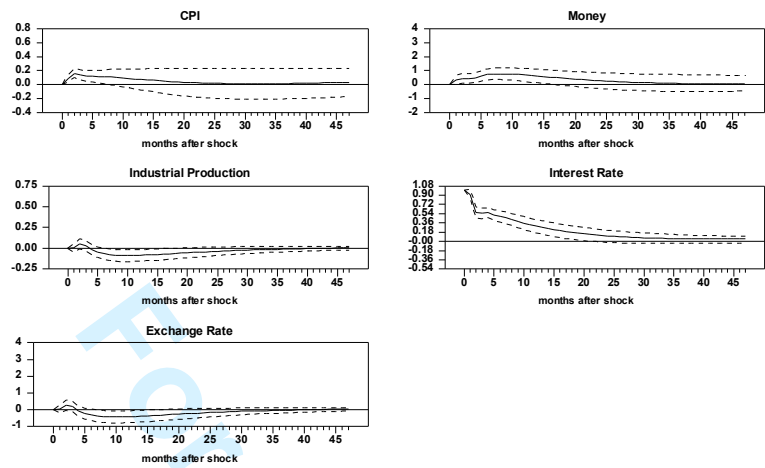 CPI
0.8
0.6
0.4
0.2
0.0
-0.2
-0.4
0 5 10 15 20 25 30 35 40 45
months after shock
Money
4
3
2
1
0
-1
-2
0 5 10 15 20 25 30 35 40 45
months after shock
Industrial Production
0.75
0.50
0.25
0.00
-0.25
0 5 10 15 20 25 30 35 40 45
months after shock
Interest Rate
1.08
0.90
0.72
0.54
0.36
0.18
-0.00
-0.18
-0.36
-0.54
0 5 10 15 20 25 30 35 40 45
months after shock
Exchange Rate
4
3
2
1
0
-1
0 5 10 15 20 25 30 35 40 45
months after shock
For